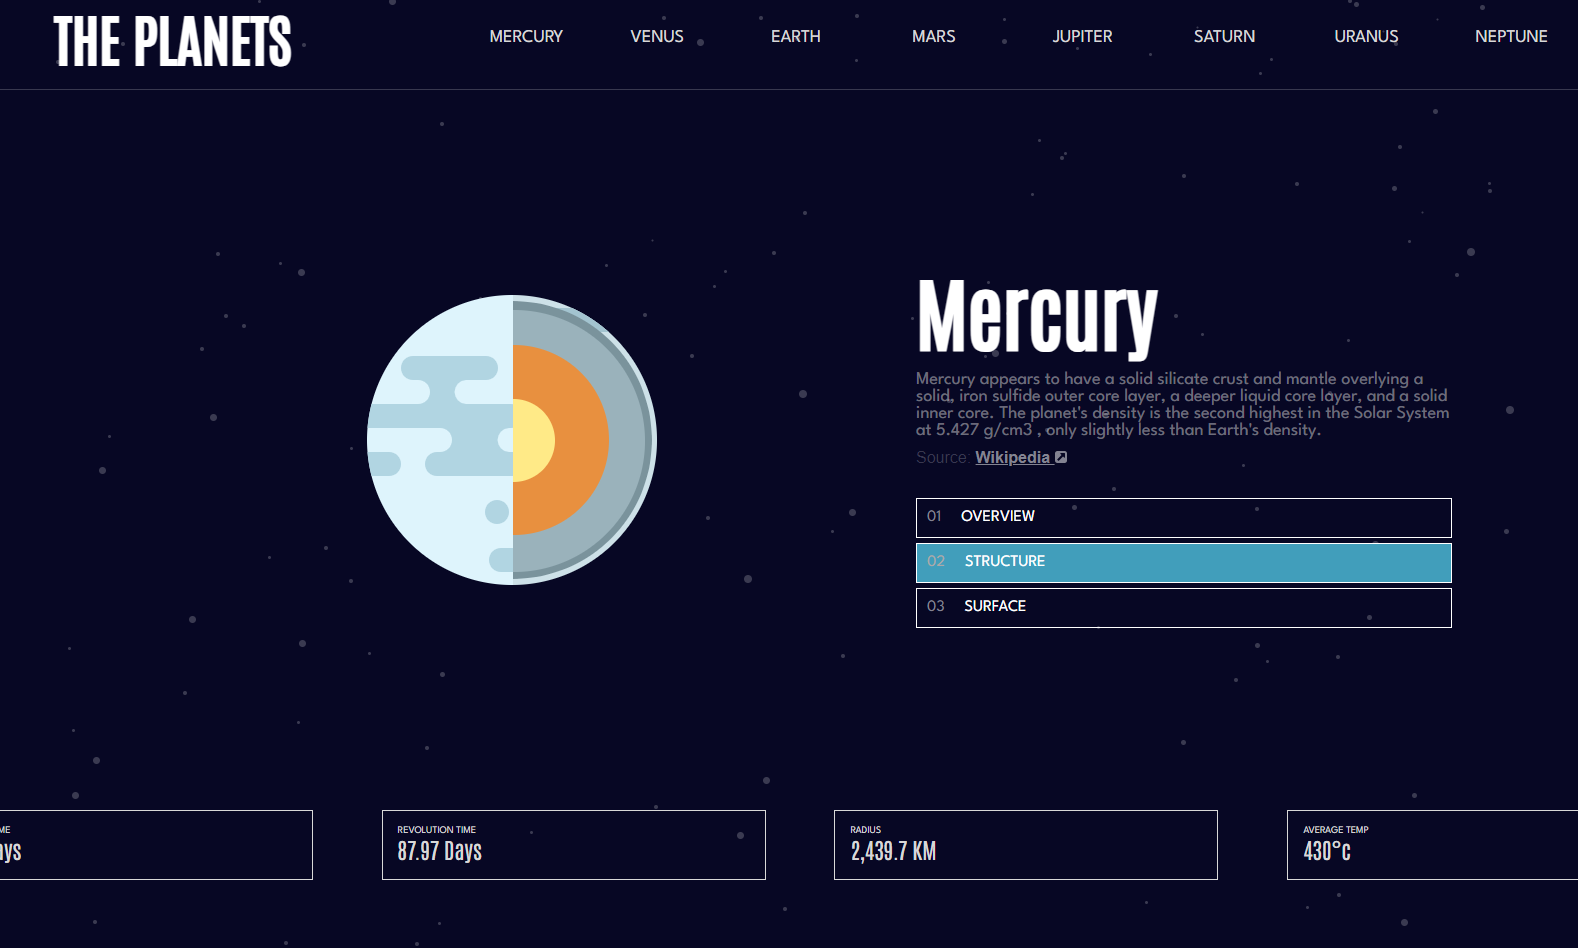 THE PLANETS
MERCURY
VENUS
EARTH
MARS
JUPITER
SATURN
URANUS
NEPTUNE
Mercury
Mercury appears to have a solid silicate crust and mantle overlying a
solid, iron sulfide outer core layer, a deeper liquid core layer, and a solid
inner core. The planet's density is the second highest in the Solar System
at 5.427 g/cm3 , only slightly less than Earth's density.
Source: Wikipedia
01 OVERVIEW
02 STRUCTURE
03 SURFACE
REVOLUTION TIME
87.97 Days
RADIUS
2,439.7 KM
AVERAGE TEMP
430°c